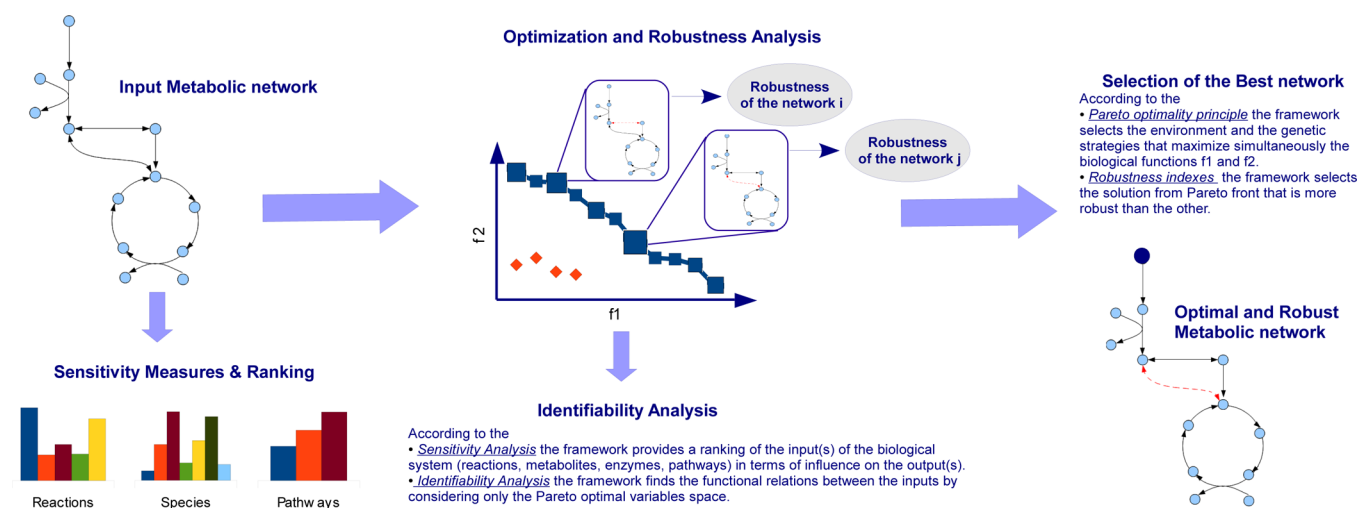 Input Metabolic network
Sensitivity Measures & Ranking
Reactions
Species
Pathways
Optimization and Robustness Analysis
Robustness
of the network i
Robustness
of the network j
f2
f1
Identifiability Analysis
According to the
• Sensitivity Analysis the framework provides a ranking of the input(s) of the biological
system (reactions, metabolites, enzymes, pathways) in terms of influence on the output(s).
• Identifiability Analysis the framework finds the functional relations between the inputs by
considering only the Pareto optimal variables space.
Selection of the Best network
According to the
• Pareto optimality principle the framework
selects the environment and the genetic
strategies that maximize simultaneously the
biological functions f1 and f2.
• Robustness indexes the framework selects
the solution from Pareto front that is more
robust than the other.
Optimal and Robust
Metabolic network